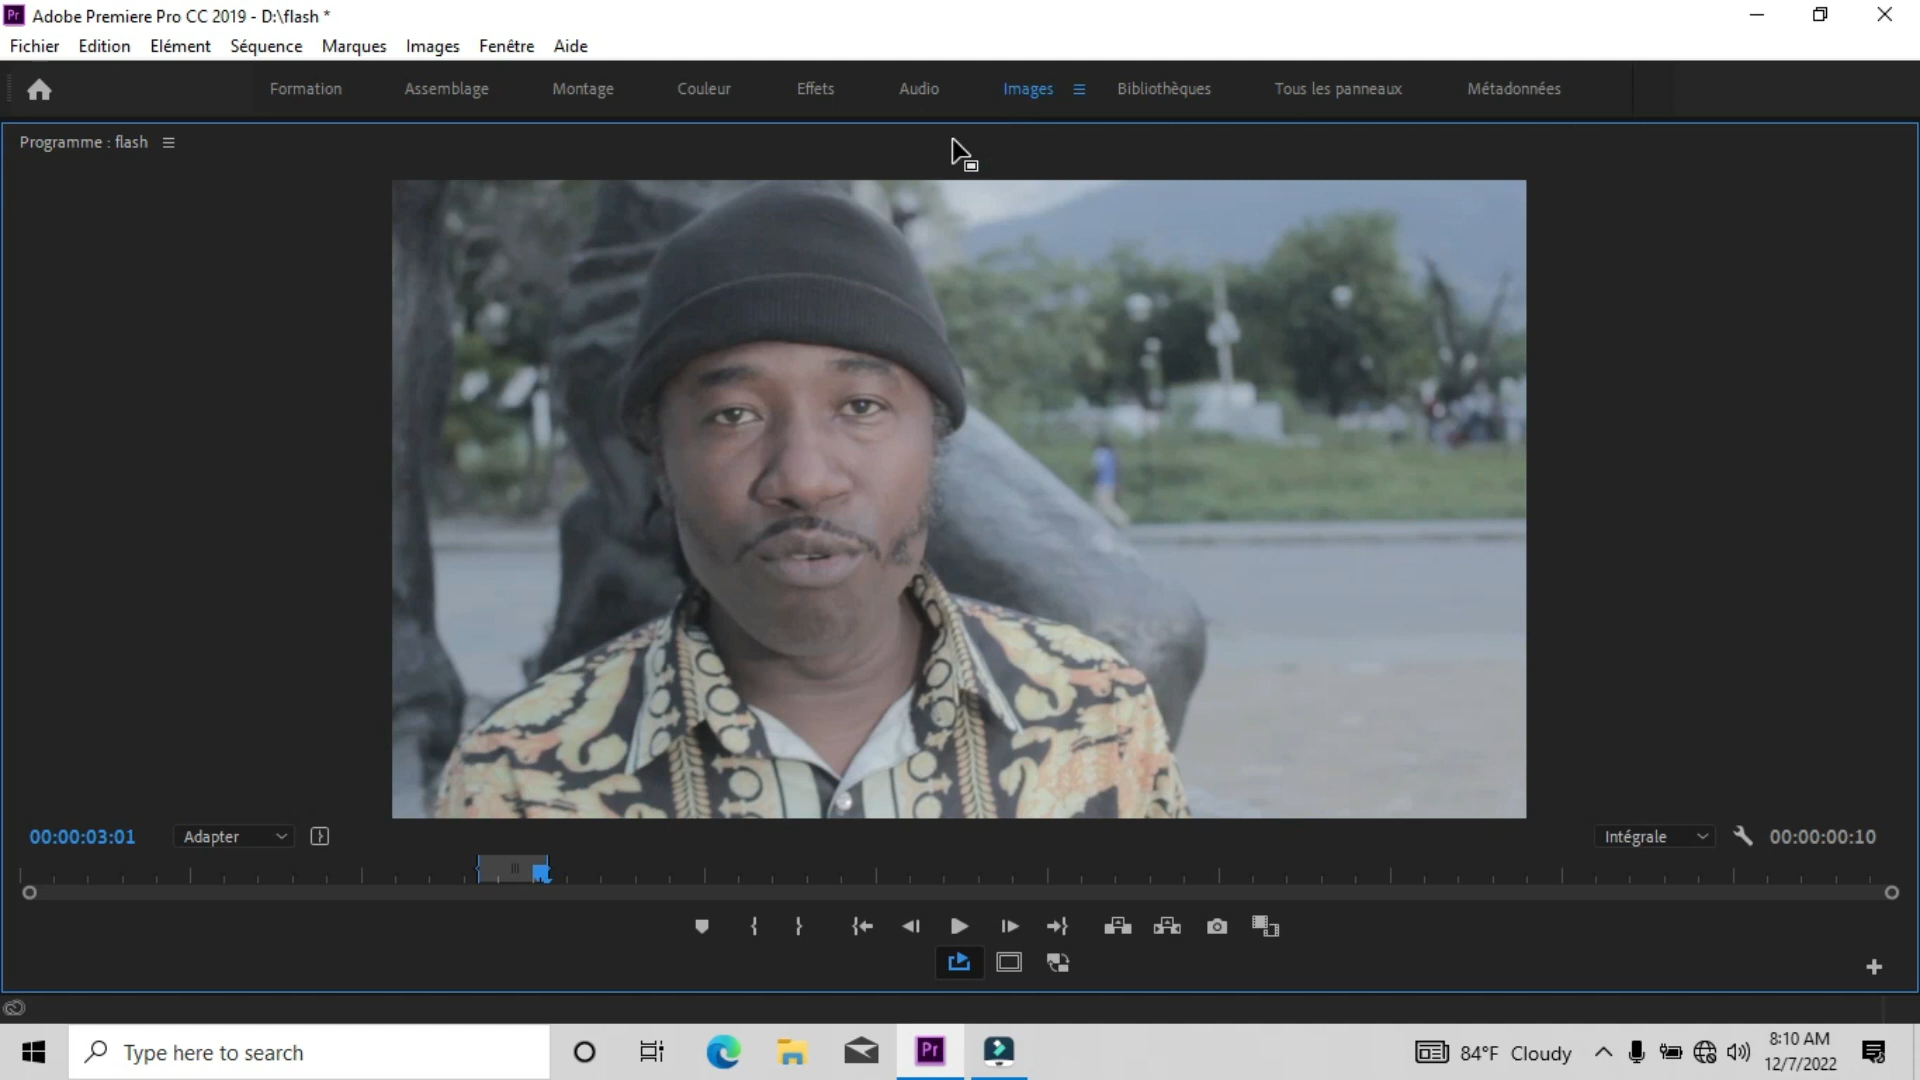 Pr Adobe Premiere Pro CC 2019 - D:\flash *
Fichier Edition Elément Séquence Marques Images Fenêtre Aide
Formation Assemblage Montage Couleur Effets Audio Images Bibliothèques Tous les panneaux Métadonnées
Programme : flash
00:00:03:01 Adapter Intégrale 00:00:00:10
Type here to search Pr 84°F Cloudy 8:10 AM
12/7/2022